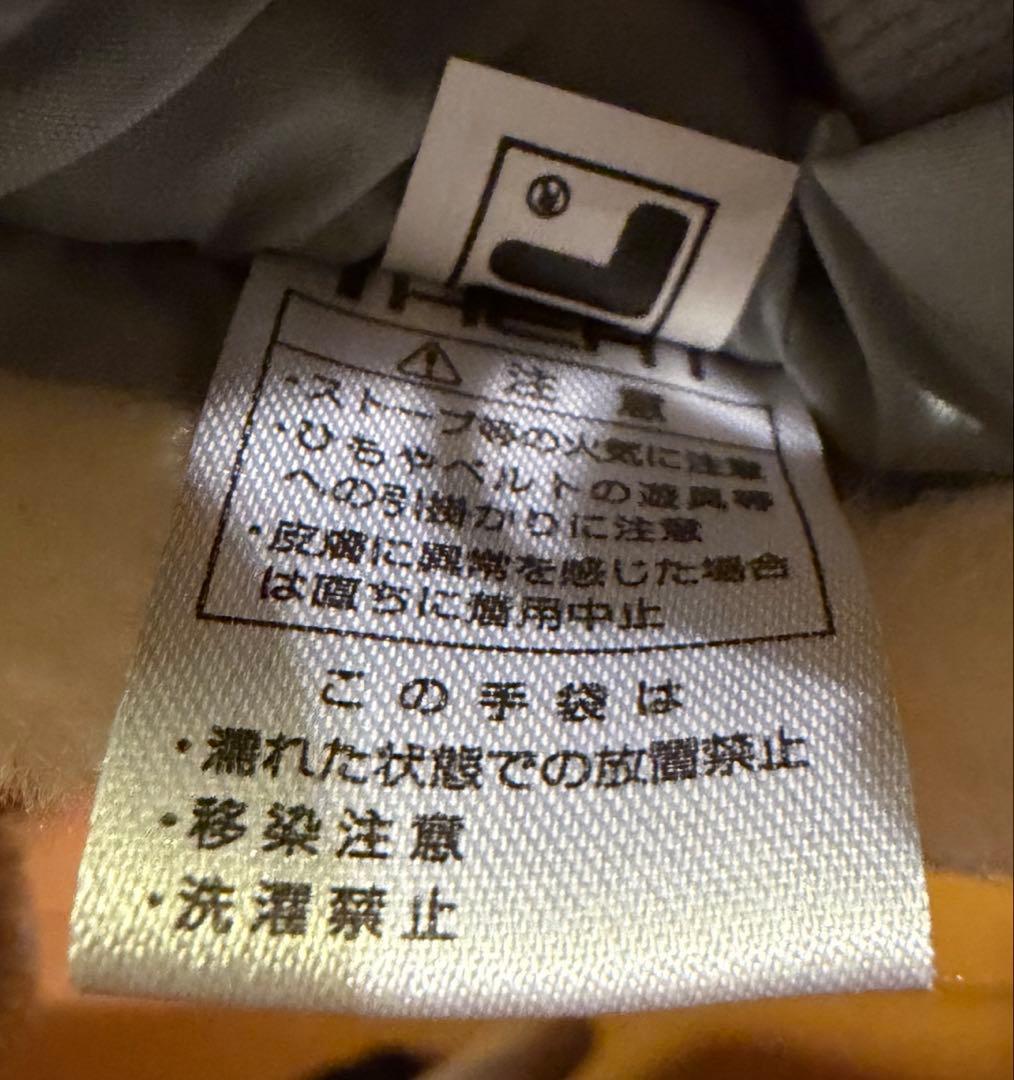 L
注意
・ストーブ等の火気に注意
・ひもやベルトの遊具等
への引掛かりに注意
・皮膚に異常を感じた場合
は直ちに着用中止
この手袋は
・濡れた状態での放置禁止
・移染注意
・洗濯禁止